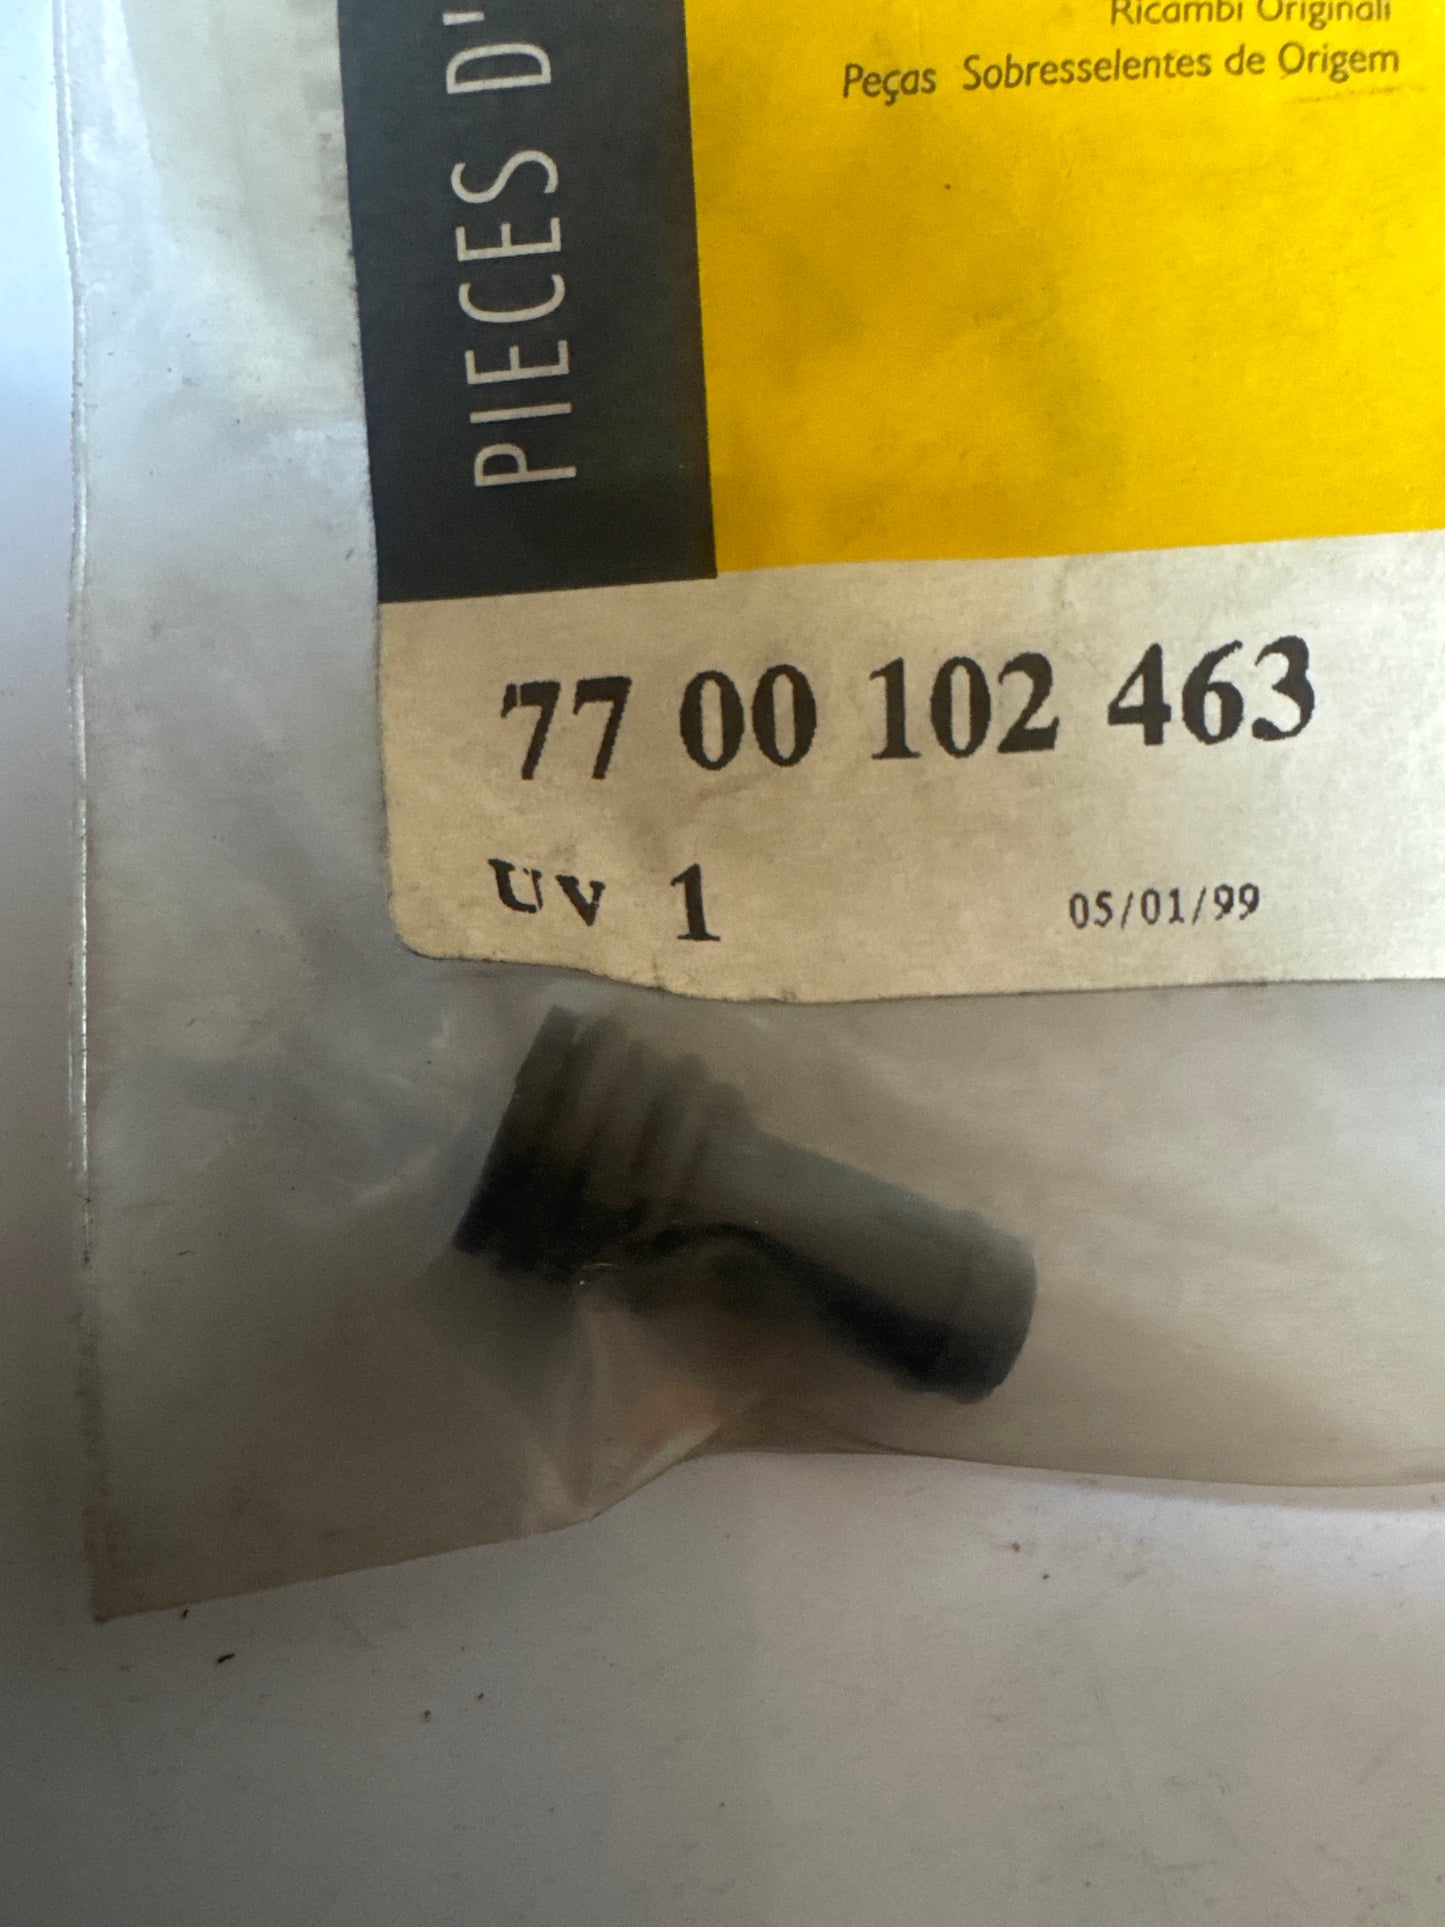 Ricambi Originali
Peças Sobresselentes de Origem
PIECES D'
77 00 102 463
UV 1
05/01/99